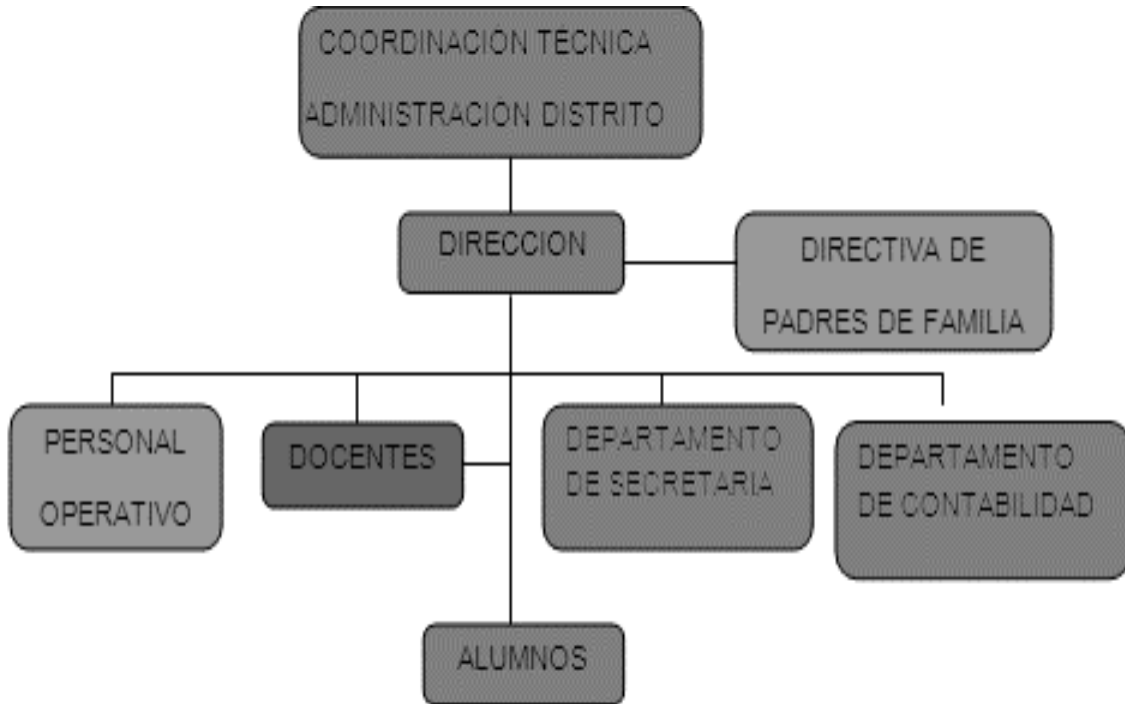 COORDINACIÓN TÉCNICA
ADMINISTRACIÓN DISTRITO
DIRECCION
DIRECTIVA DE
PADRES DE FAMILIA
PERSONAL
OPERATIVO
DOCENTES
DEPARTAMENTO
DE SECRETARIA
DEPARTAMENTO
DE CONTABILIDAD
ALUMNOS